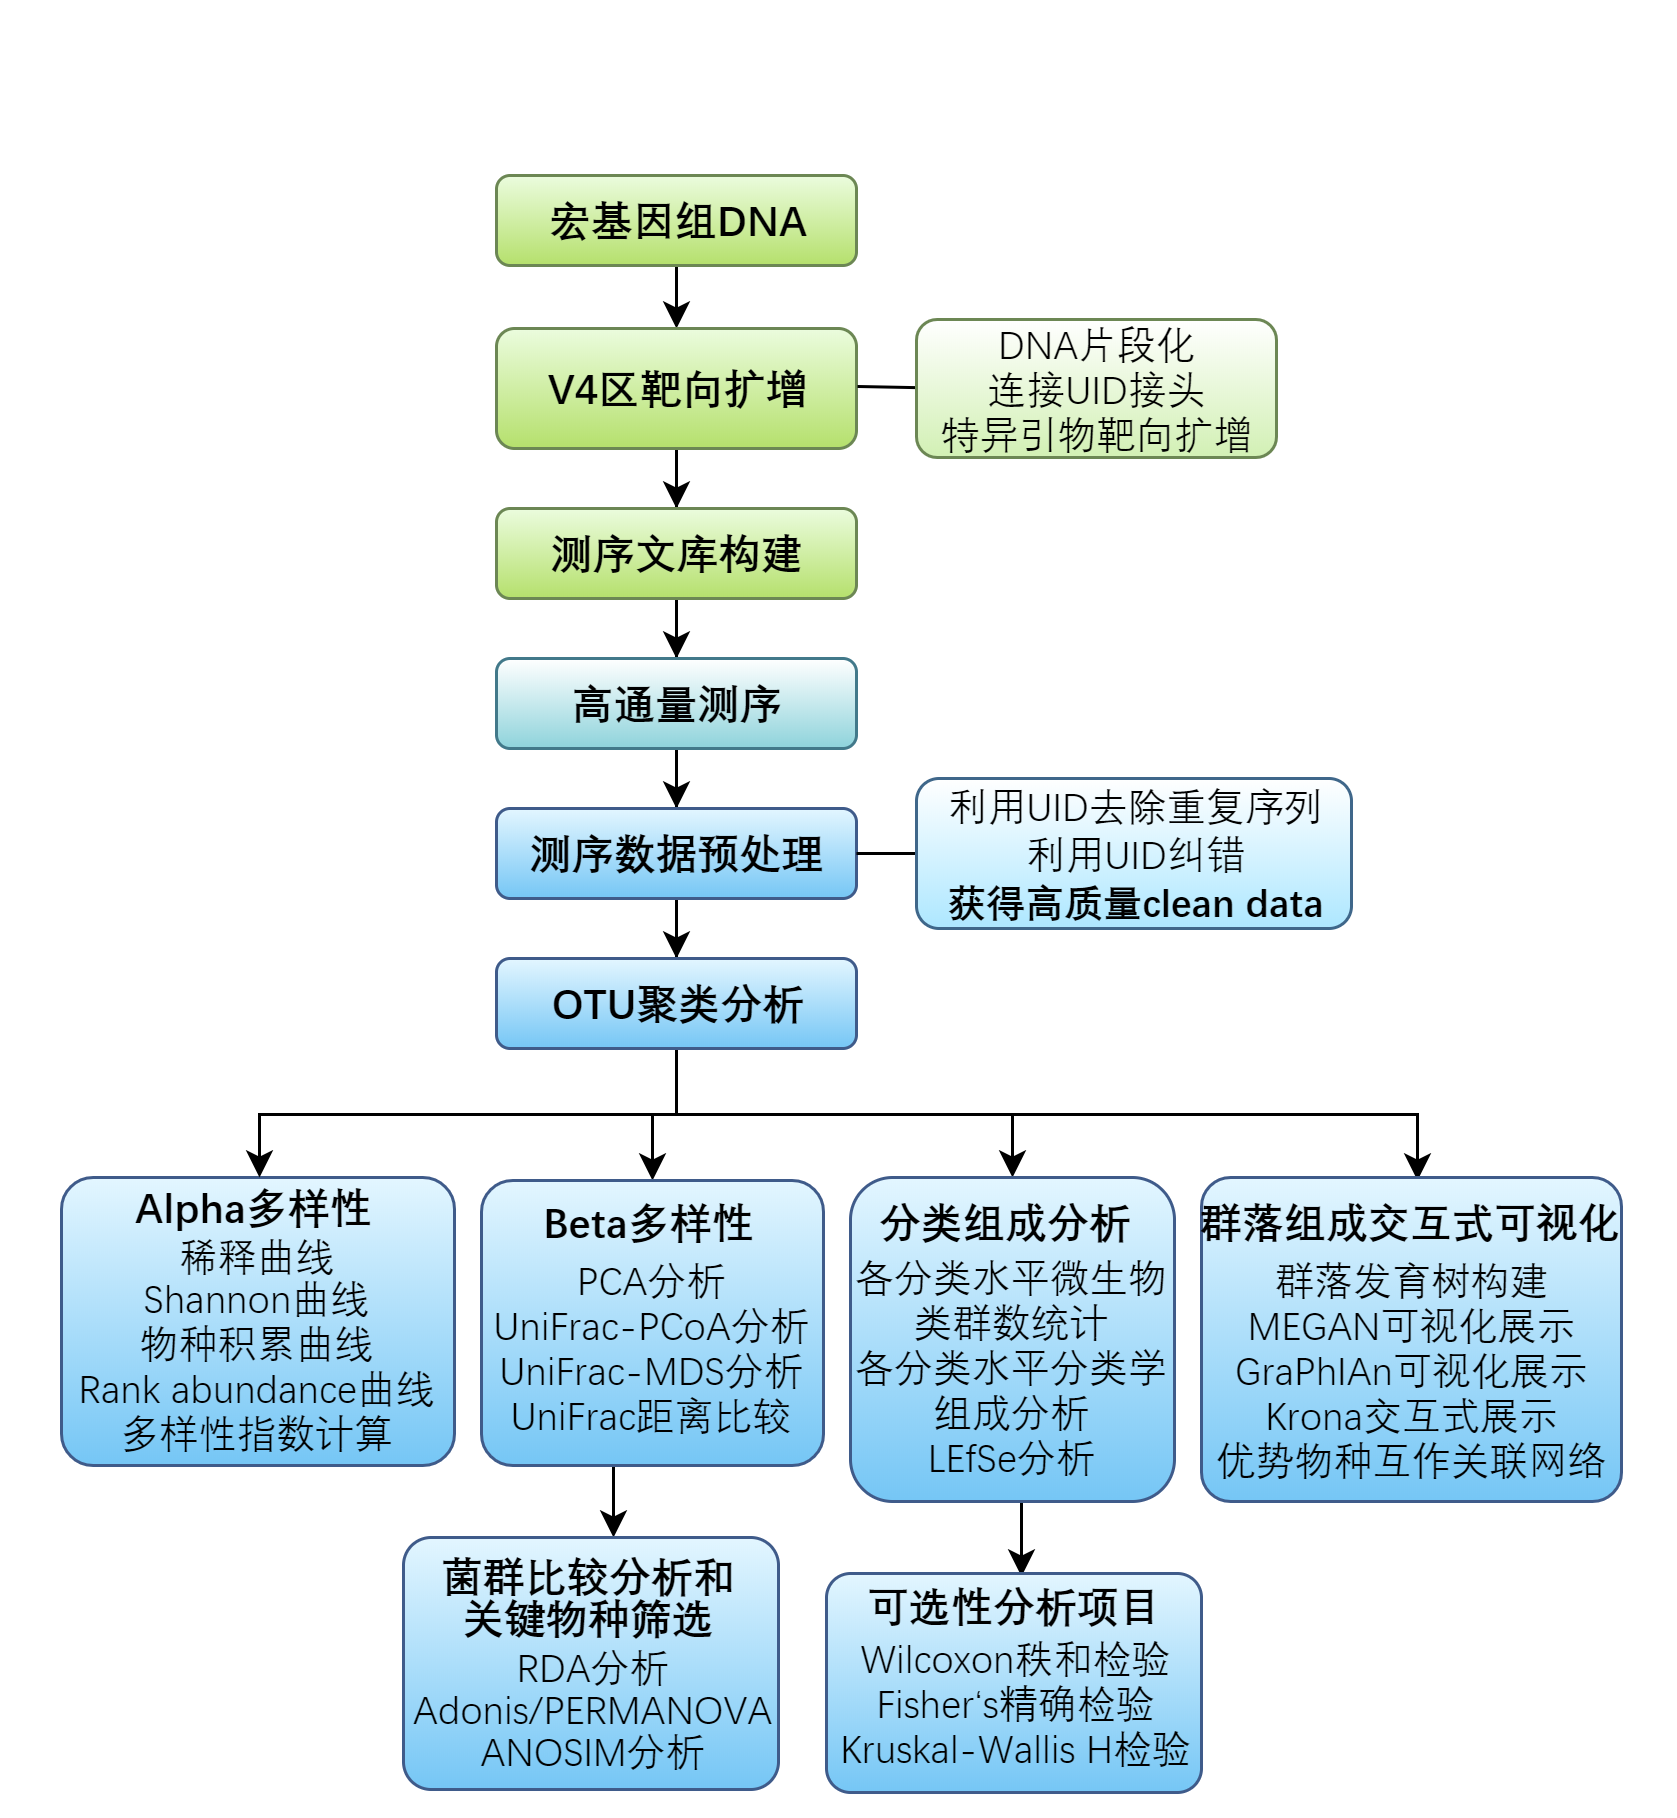 宏基因组DNA
V4区靶向扩增
DNA片段化
连接UID接头
特异引物靶向扩增
测序文库构建
高通量测序
测序数据预处理
利用UID去除重复序列
利用UID纠错
获得高质量clean data
OTU聚类分析
Alpha多样性
稀释曲线
Shannon曲线
物种积累曲线
Rank abundance曲线
多样性指数计算
Beta多样性
PCA分析
UniFrac-PCoA分析
UniFrac-MDS分析
UniFrac距离比较
分类组成分析
各分类水平微生物
类群数统计
各分类水平分类学
组成分析
LEfSe分析
群落组成交互式可视化
群落发育树构建
MEGAN可视化展示
GraPhlAn可视化展示
Krona交互式展示
优势物种互作关联网络
菌群比较分析和
关键物种筛选
RDA分析
Adonis/PERMANOVA
ANOSIM分析
可选性分析项目
Wilcoxon秩和检验
Fisher‘s精确检验
Kruskal-Wallis H检验